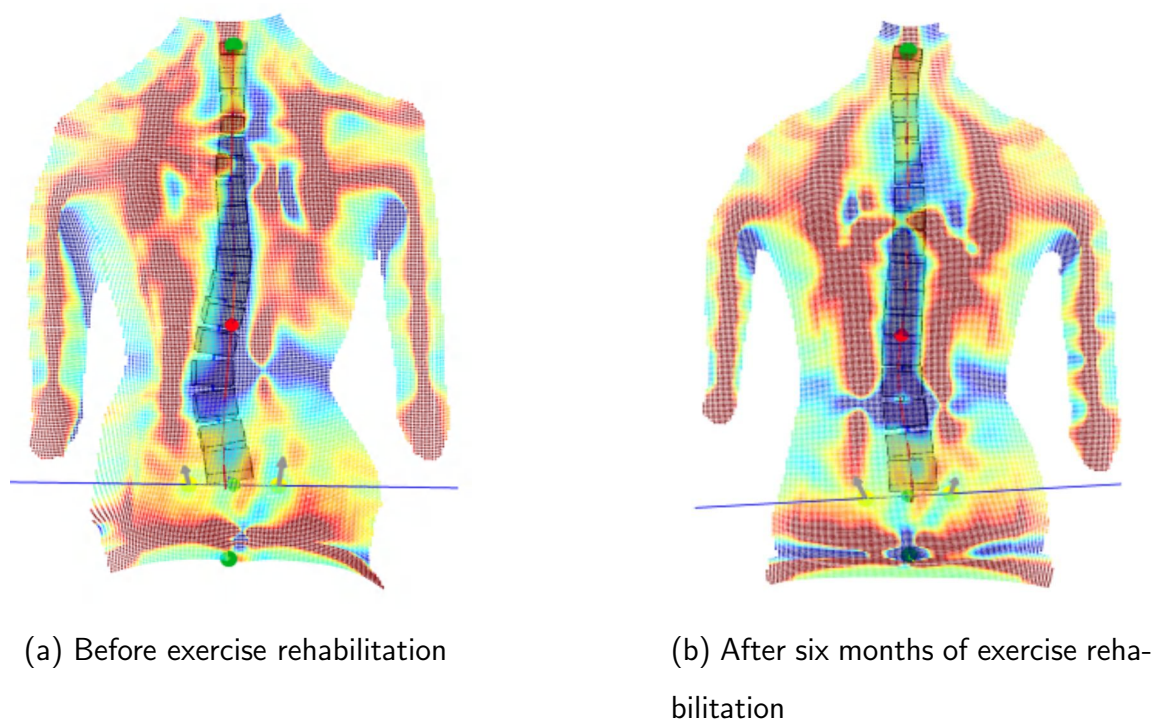 (a) Before exercise rehabilitation
(b) After six months of exercise reha-
bilitation